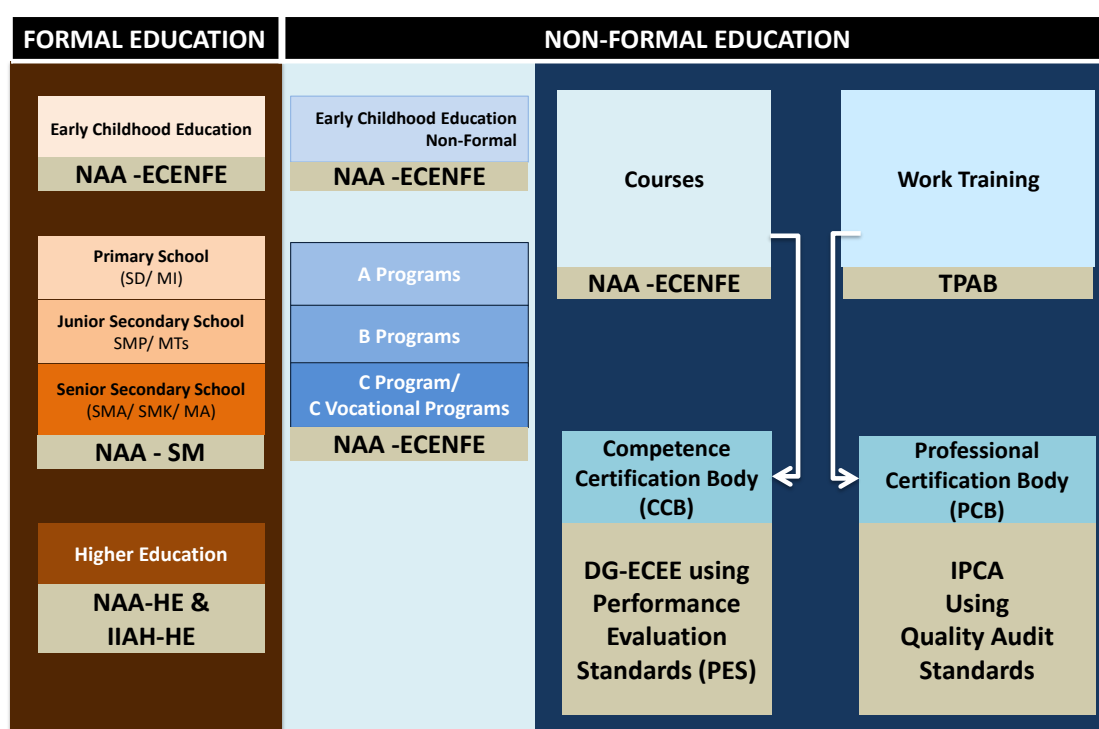 FORMAL EDUCATION
NON-FORMAL EDUCATION
Early Childhood Education
NAA -ECENFE
Primary School
(SD/ MI)
Junior Secondary School
SMP/ MTs
Senior Secondary School
(SMA/ SMK/ MA)
NAA - SM
Higher Education
NAA-HE &
IIAH-HE
Early Childhood Education
Non-Formal
NAA -ECENFE
A Programs
B Programs
C Program/
C Vocational Programs
NAA -ECENFE
Courses
NAA -ECENFE
Work Training
TPAB
Competence
Certification Body
(CCB)
DG-ECEE using
Performance
Evaluation
Standards (PES)
Professional
Certification Body
(PCB)
IPCA
Using
Quality Audit
Standards